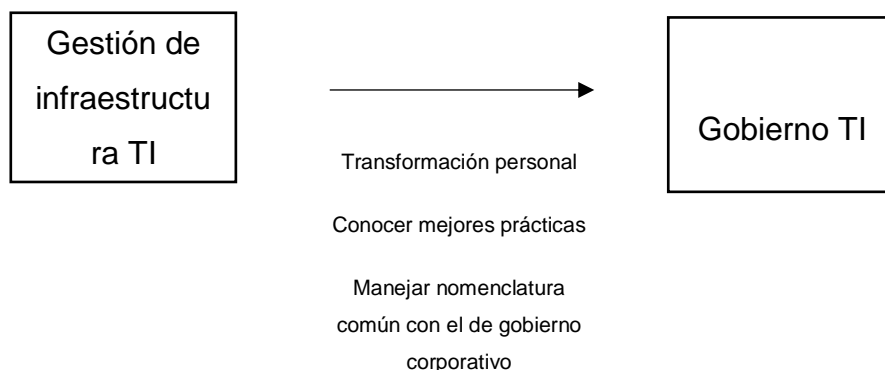 Gestión de
infraestructu
ra TI
Transformación personal
Conocer mejores prácticas
Manejar nomenclatura
común con el de gobierno
corporativo
Gobierno TI